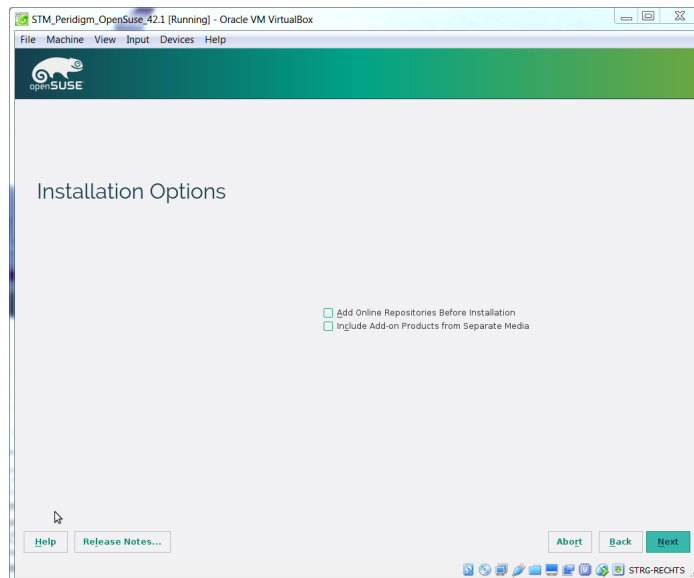 STM_Peridigm_OpenSuse_42.1 [Running] - Oracle VM VirtualBox
File Machine View Input Devices Help
openSUSE
Installation Options
Add Online Repositories Before Installation
Include Add-on Products from Separate Media
Help Release Notes... Abort Back Next
STRG-RECHTS